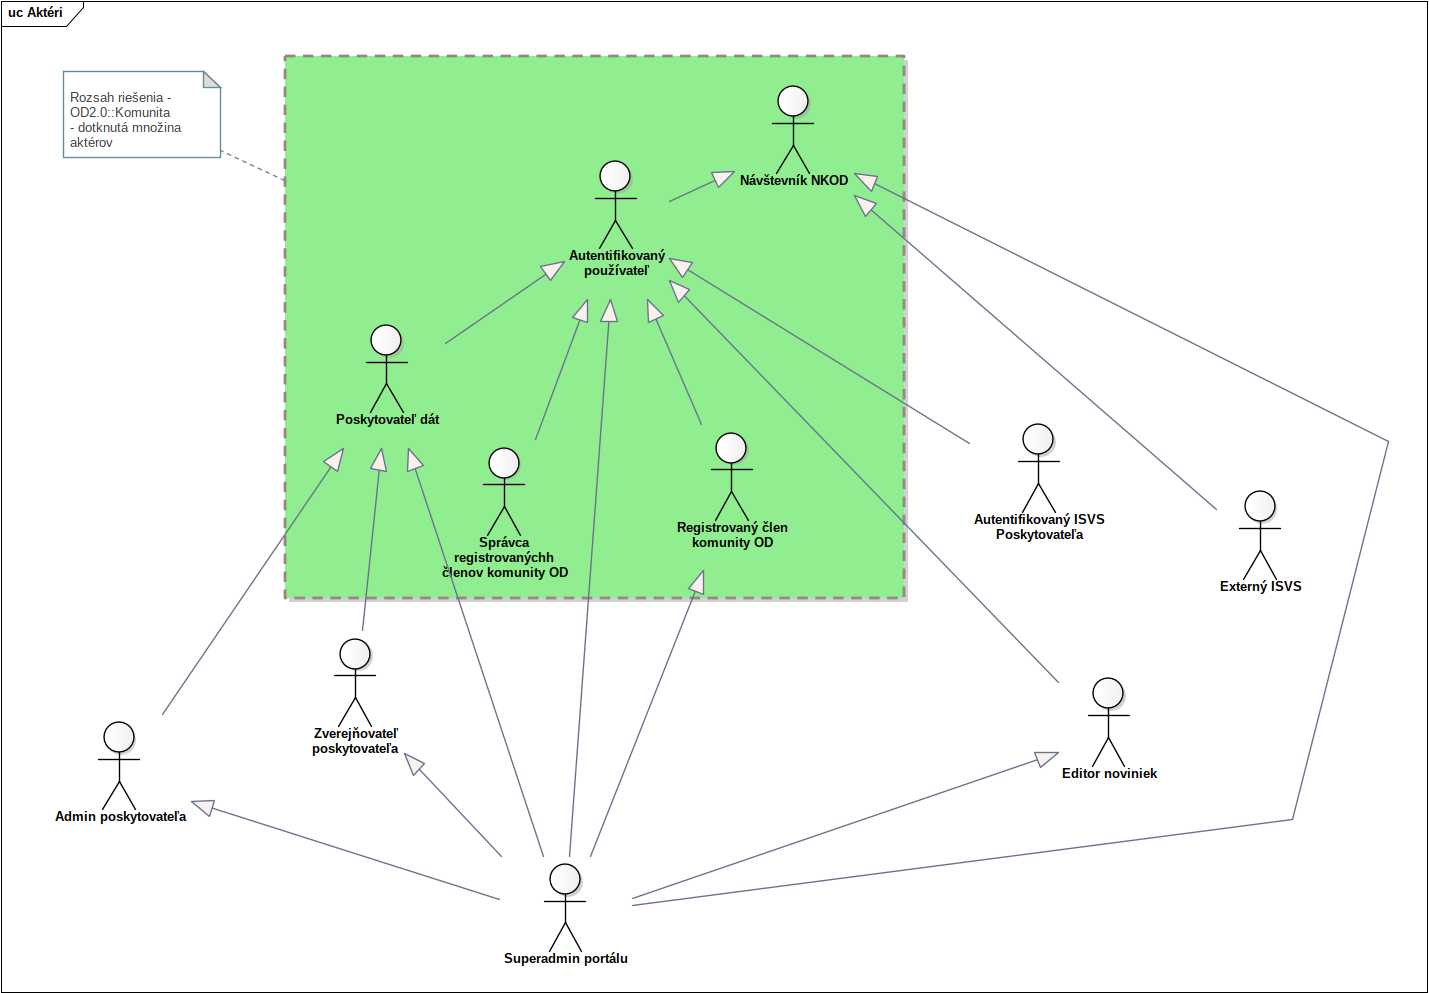 uc Aktéri
Rozsah riešenia -
OD2.0::Komunita
- dotknutá množina
aktérov
Návštevník NKOD
Autentifikovaný
používateľ
Poskytovateľ dát
Správca
registrovanýchh
členov komunity OD
Registrovaný člen
komunity OD
Autentifikovaný ISVS
Poskytovateľa
Externý ISVS
Zverejňovateľ
poskytovateľa
Admin poskytovateľa
Editor noviniek
Superadmin portálu